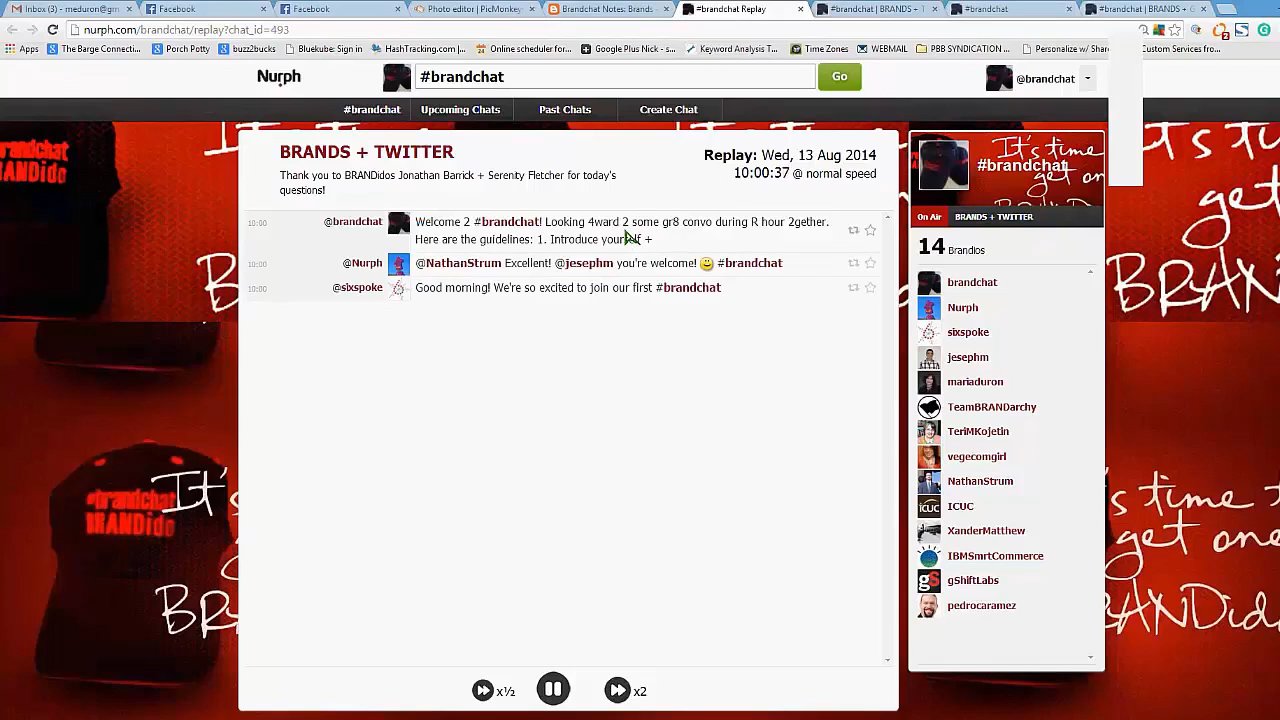 Inbox (3) - meduron@gm
Facebook
Facebook
Photo editor | PicMonkey
Brandchat Notes: Brands -
#brandchat Replay
#brandchat | BRANDS + T
#brandchat
#brandchat | BRANDS + G
nurph.com/brandchat/replay?chat_id=493
Apps
The Barge Connecti...
Porch Potty
buzz2bucks
Bluekube: Sign in
HashTracking.com |...
Online scheduler for...
Google Plus Nick - s...
Keyword Analysis T...
Time Zones
WEBMAIL
PBB SYNDICATION
Personalize w/ Shar
Custom Services fro...
Nurph
#brandchat
Go
@brandchat
#brandchat
Upcoming Chats
Past Chats
Create Chat
BRANDS + TWITTER
Thank you to BRANDidos Jonathan Barrick + Serenity Fletcher for today's
questions!
Replay: Wed, 13 Aug 2014
10:00:37 @ normal speed
10:00 @brandchat Welcome 2 #brandchat! Looking 4ward 2 some gr8 convo during R hour 2gether.
Here are the guidelines: 1. Introduce yourself +
10:00 @Nurph @NathanStrum Excellent! @jesephm you're welcome! #brandchat
10:00 @sixspoke Good morning! We're so excited to join our first #brandchat
x½
x2
It's time
#brandchat
get on
On Air BRANDS + TWITTER
14 Brandios
brandchat
Nurph
sixspoke
jesephm
mariaduron
TeamBRANDarchy
TeriMKojetin
vegecomgirl
NathanStrum
ICUC
XanderMatthew
IBMSmrtCommerce
gShiftLabs
pedrocaramez
#brandchat
BRANDido
It's
BRA
It's time
get one
BRANDido